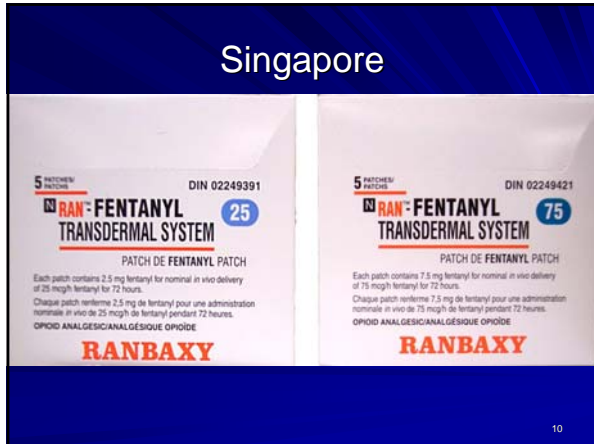 Singapore
5 PATCHES/
PATCHS
DIN 02249391
N RAN™-FENTANYL 25
TRANSDERMAL SYSTEM
PATCH DE FENTANYL PATCH
Each patch contains 2.5 mg fentanyl for nominal in vivo delivery
of 25 mcg/h fentanyl for 72 hours.
Chaque patch renferme 2,5 mg de fentanyl pour une administration
nominale in vivo de 25 mcg/h de fentanyl pendant 72 heures.
OPIOID ANALGESIC/ANALGÉSIQUE OPIOÏDE
RANBAXY
5 PATCHES/
PATCHS
DIN 02249421
N RAN™-FENTANYL 75
TRANSDERMAL SYSTEM
PATCH DE FENTANYL PATCH
Each patch contains 7.5 mg fentanyl for nominal in vivo delivery
of 75 mcg/h fentanyl for 72 hours.
Chaque patch renferme 7,5 mg de fentanyl pour une administration
nominale in vivo de 75 mcg/h de fentanyl pendant 72 heures.
OPIOID ANALGESIC/ANALGÉSIQUE OPIOÏDE
RANBAXY
10